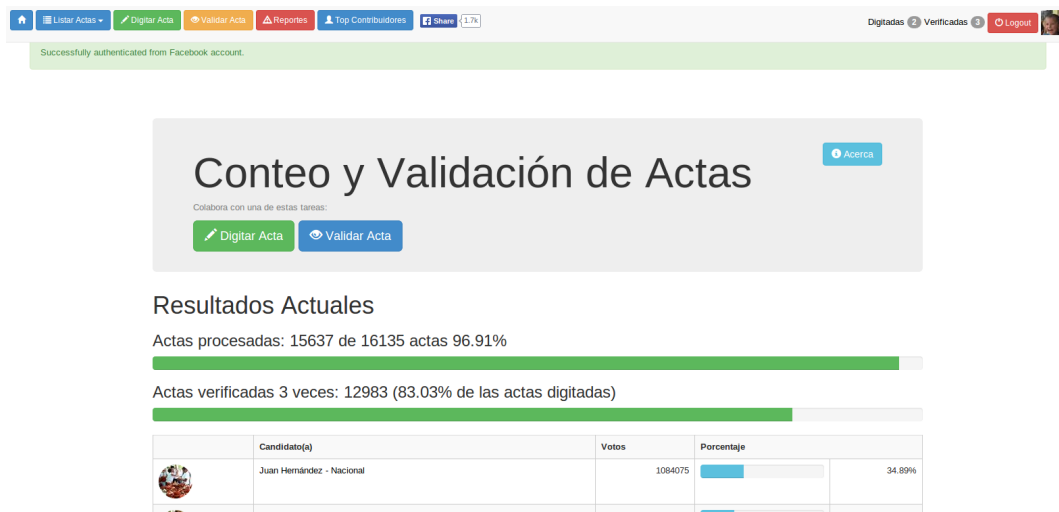 Listar Actas Digitar Acta Validar Acta Reportes Top Contribuidores Share 1.7k Digitadas 2 Verificadas 3 Logout
Successfully authenticated from Facebook account.
Acerca
Conteo y Validación de Actas
Colabora con una de estas tareas:
Digitar Acta Validar Acta
Resultados Actuales
Actas procesadas: 15637 de 16135 actas 96.91%
Actas verificadas 3 veces: 12983 (83.03% de las actas digitadas)
Candidato(a) Votos Porcentaje
Juan Hernández - Nacional 1084075 34.89%